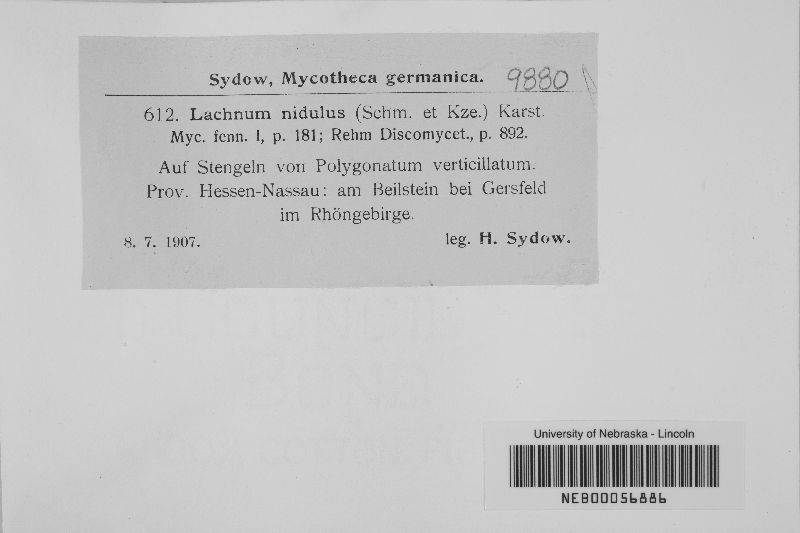 Sydow, Mycotheca germanica. 9880
612. Lachnum nidulus (Schm. et Kze.) Karst.
Myc. fenn. I, p. 181; Rehm Discomycet., p. 892.
Auf Stengeln von Polygonatum verticillatum.
Prov. Hessen-Nassau: am Beilstein bei Gersfeld
im Rhöngebirge.
8. 7. 1907. leg. H. Sydow.
University of Nebraska - Lincoln
NEB00056886